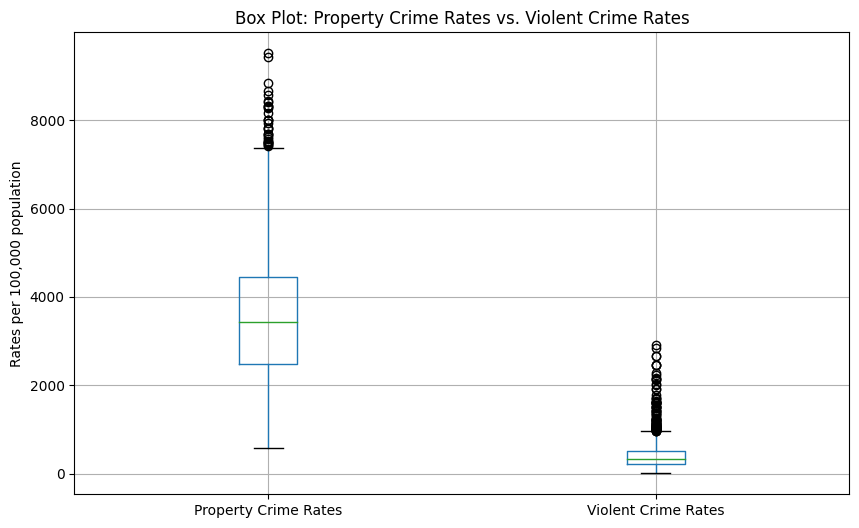 Box Plot: Property Crime Rates vs. Violent Crime Rates
Rates per 100,000 population
8000
6000
4000
2000
0
Property Crime Rates
Violent Crime Rates